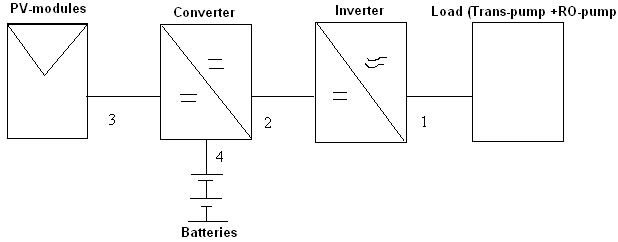 PV-modules
Converter
Inverter
Load (Trans-pump +RO-pump
3
2
1
4
Batteries